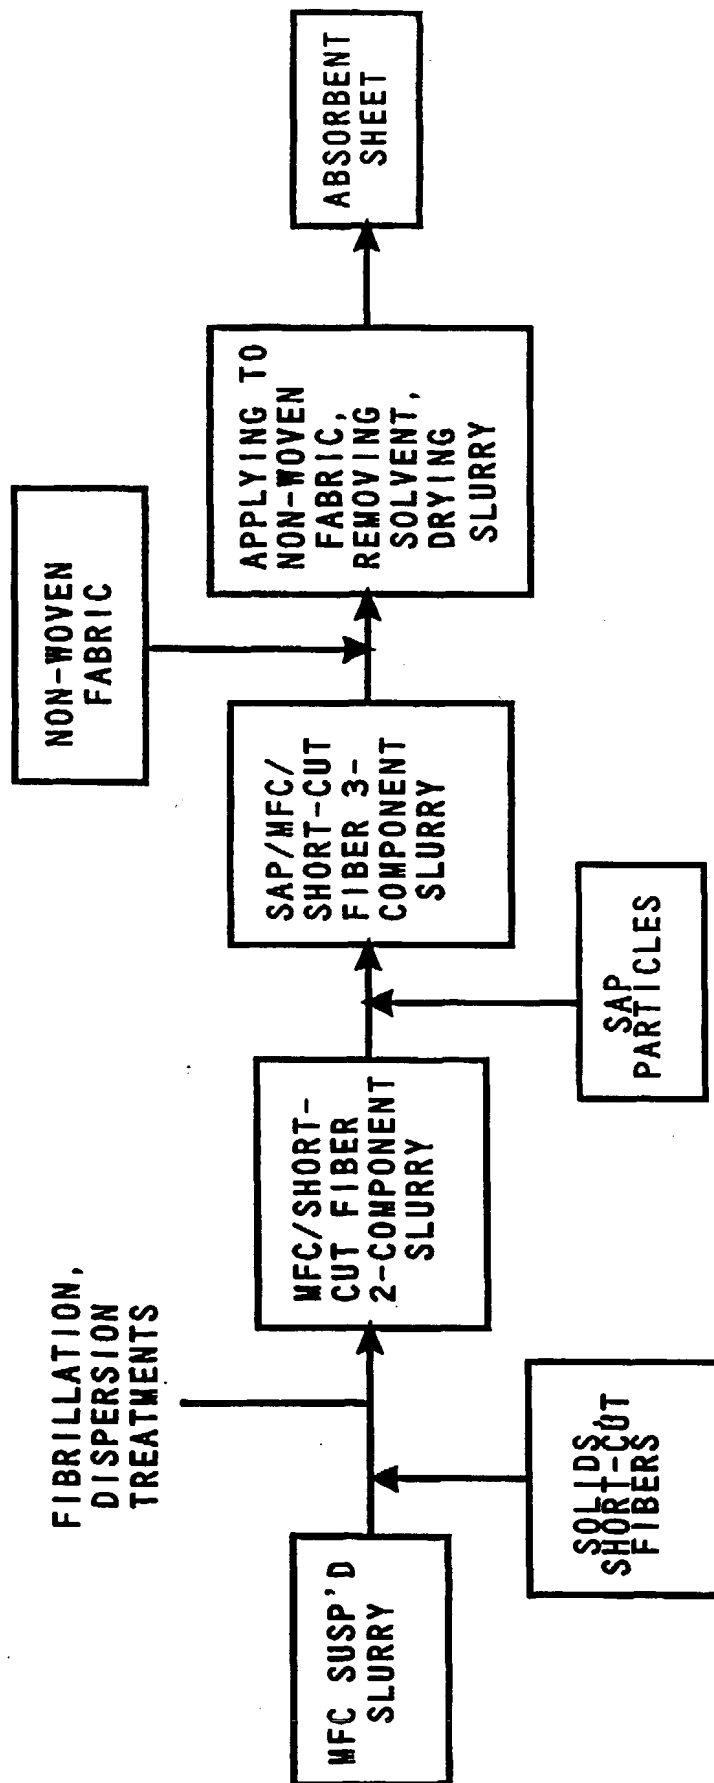 FIBRILLATION,
DISPERSION
TREATMENTS
MFC SUSP'D
SLURRY
SOLIDS,
SHORT-CUT
FIBERS
MFC/SHORT-
CUT FIBER
2-COMPONENT
SLURRY
SAP
PARTICLES
SAP/MFC/
SHORT-CUT
FIBER 3-
COMPONENT
SLURRY
NON-WOVEN
FABRIC
APPLYING TO
NON-WOVEN
FABRIC,
REMOVING
SOLVENT,
DRYING
SLURRY
ABSORBENT
SHEET